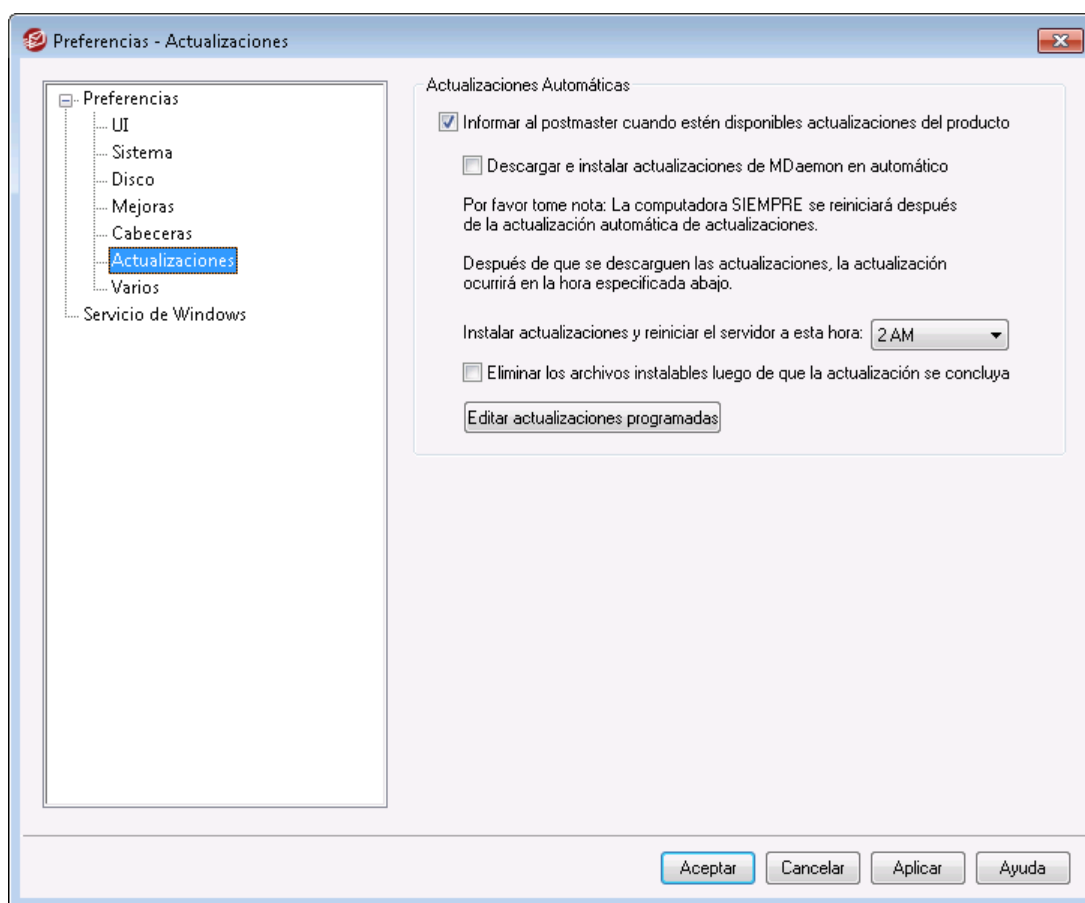 Preferencias - Actualizaciones
Preferencias
UI
Sistema
Disco
Mejoras
Cabeceras
Actualizaciones
Varios
Servicio de Windows
Actualizaciones Automáticas
Informar al postmaster cuando estén disponibles actualizaciones del producto
Descargar e instalar actualizaciones de MDaemon en automático
Por favor tome nota: La computadora SIEMPRE se reiniciará después
de la actualización automática de actualizaciones.
Después de que se descarguen las actualizaciones, la actualización
ocurrirá en la hora especificada abajo.
Instalar actualizaciones y reiniciar el servidor a esta hora: 2 AM
Eliminar los archivos instalables luego de que la actualización se concluya
Editar actualizaciones programadas
Aceptar Cancelar Aplicar Ayuda